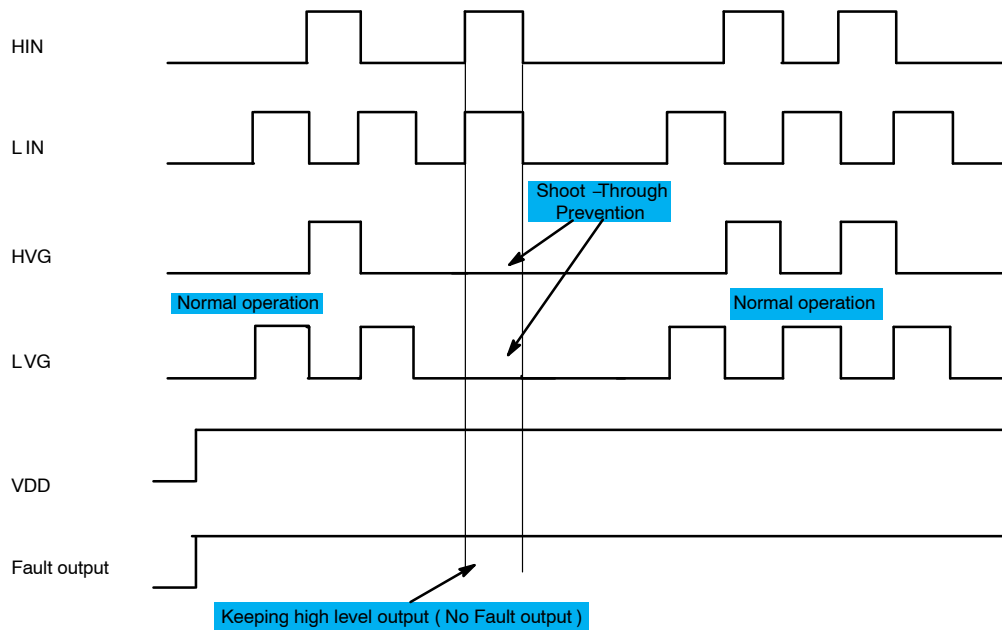 HIN
L IN
Shoot –Through
Prevention
HVG
Normal operation
Normal operation
L VG
VDD
Fault output
Keeping high level output ( No Fault output )